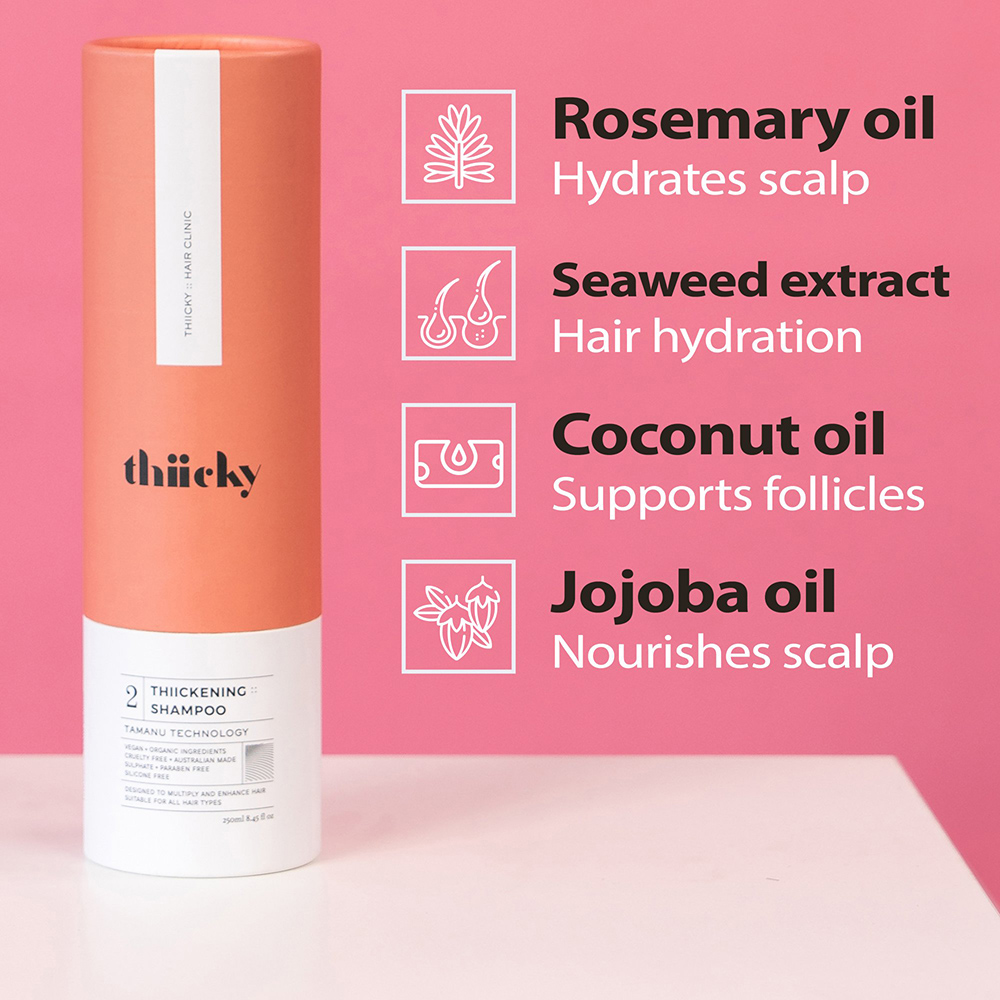 THIICKY :: HAIR CLINIC
thiicky
2
THIICKENING ::
SHAMPOO
TAMANU TECHNOLOGY
VEGAN • ORGANIC INGREDIENTS
CRUELTY FREE • AUSTRALIAN MADE
SULPHATE • PARABEN FREE
SILICONE FREE
DESIGNED TO MULTIPLY AND ENHANCE HAIR
SUITABLE FOR ALL HAIR TYPES
250ml 8.45 fl oz
Rosemary oil
Hydrates scalp
Seaweed extract
Hair hydration
Coconut oil
Supports follicles
Jojoba oil
Nourishes scalp